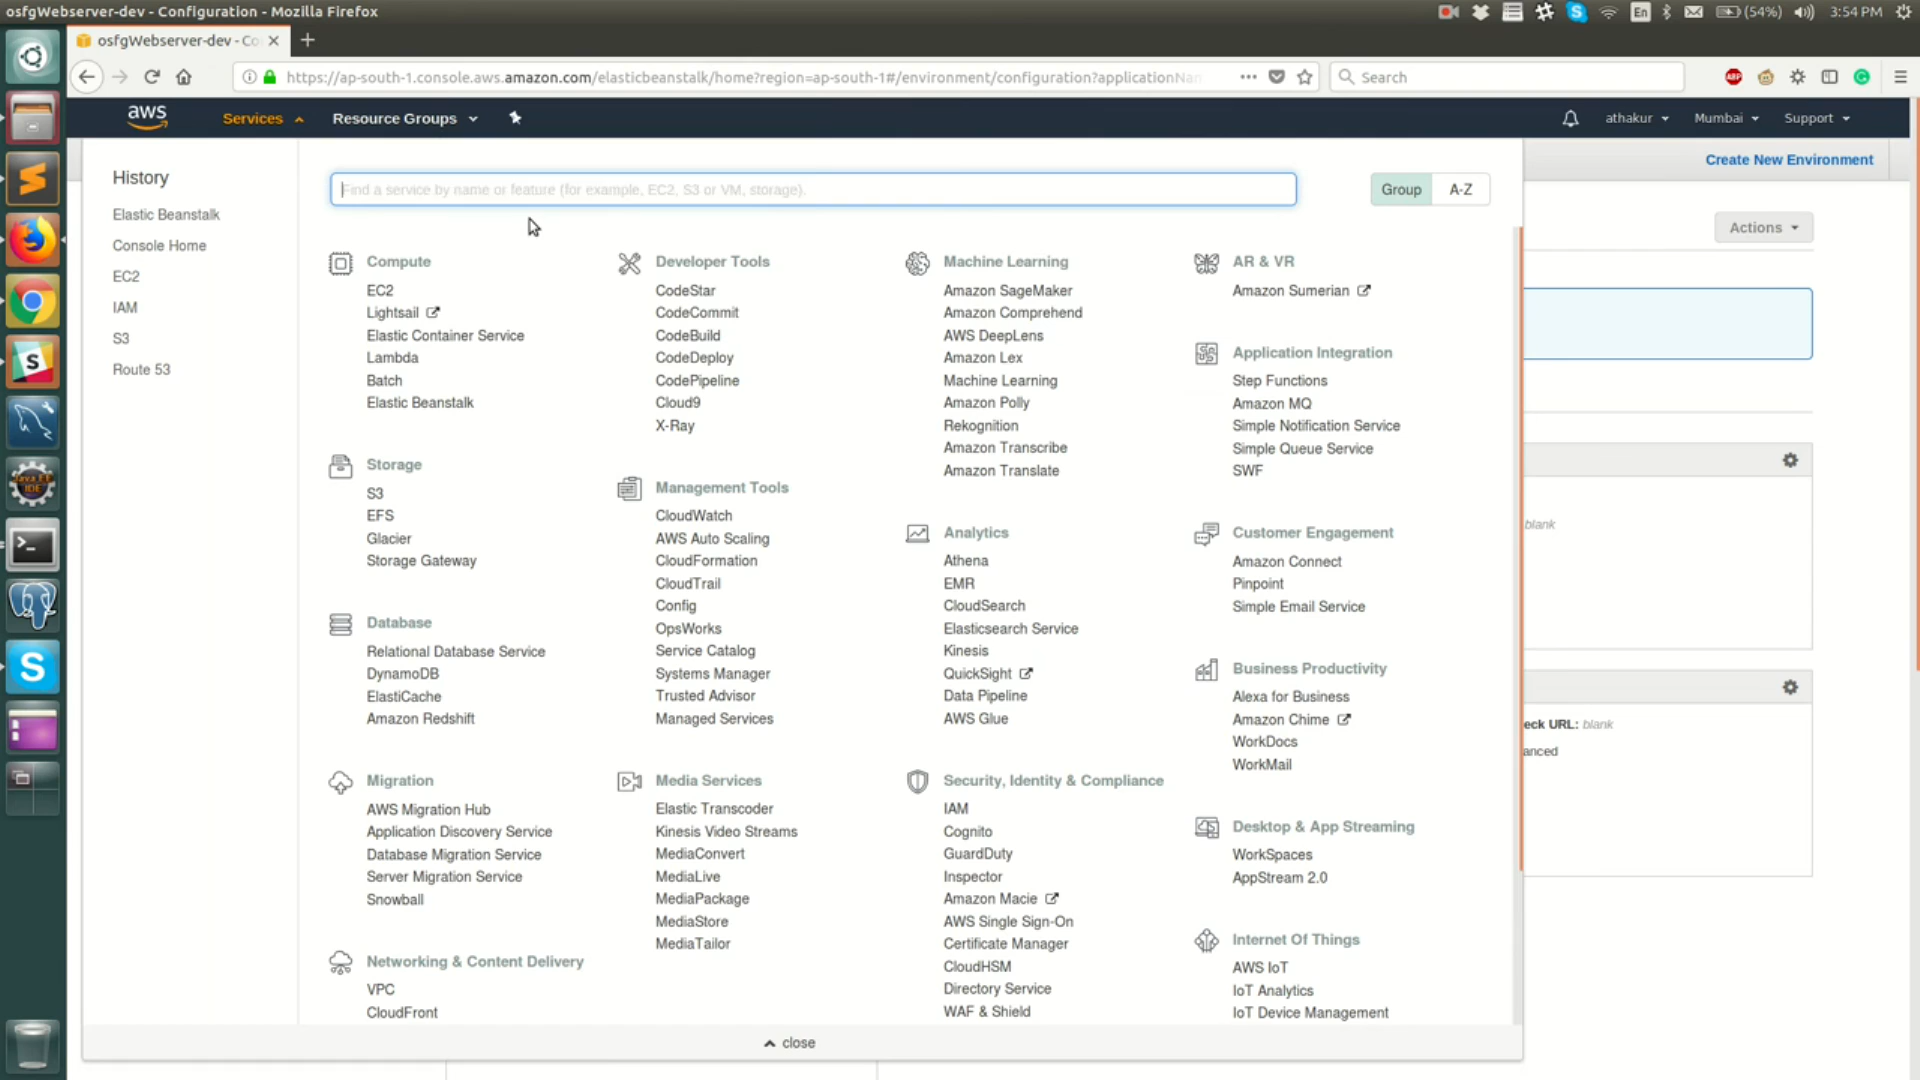 osfgWebserver-dev - Configuration - Mozilla Firefox
En
(54%)
3:54 PM
osfgWebserver-dev - Co
https://ap-south-1.console.aws.amazon.com/elasticbeanstalk/home?region=ap-south-1#/environment/configuration?applicationNan
Search
ABP
aws
Services
Resource Groups
athakur
Mumbai
Support
Create New Environment
Actions
History
Elastic Beanstalk
Console Home
EC2
IAM
S3
Route 53
Find a service by name or feature (for example, EC2, S3 or VM, storage).
Group
A-Z
Compute
EC2
Lightsail
Elastic Container Service
Lambda
Batch
Elastic Beanstalk
Storage
S3
EFS
Glacier
Storage Gateway
Database
Relational Database Service
DynamoDB
ElastiCache
Amazon Redshift
Migration
AWS Migration Hub
Application Discovery Service
Database Migration Service
Server Migration Service
Snowball
Networking & Content Delivery
VPC
CloudFront
Developer Tools
CodeStar
CodeCommit
CodeBuild
CodeDeploy
CodePipeline
Cloud9
X-Ray
Management Tools
CloudWatch
AWS Auto Scaling
CloudFormation
CloudTrail
Config
OpsWorks
Service Catalog
Systems Manager
Trusted Advisor
Managed Services
Media Services
Elastic Transcoder
Kinesis Video Streams
MediaConvert
MediaLive
MediaPackage
MediaStore
MediaTailor
Machine Learning
Amazon SageMaker
Amazon Comprehend
AWS DeepLens
Amazon Lex
Machine Learning
Amazon Polly
Rekognition
Amazon Transcribe
Amazon Translate
Analytics
Athena
EMR
CloudSearch
Elasticsearch Service
Kinesis
QuickSight
Data Pipeline
AWS Glue
Security, Identity & Compliance
IAM
Cognito
GuardDuty
Inspector
Amazon Macie
AWS Single Sign-On
Certificate Manager
CloudHSM
Directory Service
WAF & Shield
AR & VR
Amazon Sumerian
Application Integration
Step Functions
Amazon MQ
Simple Notification Service
Simple Queue Service
SWF
Customer Engagement
Amazon Connect
Pinpoint
Simple Email Service
Business Productivity
Alexa for Business
Amazon Chime
WorkDocs
WorkMail
Desktop & App Streaming
WorkSpaces
AppStream 2.0
Internet Of Things
AWS IoT
IoT Analytics
IoT Device Management
blank
eck URL: blank
anced
close
Java EE
IDE